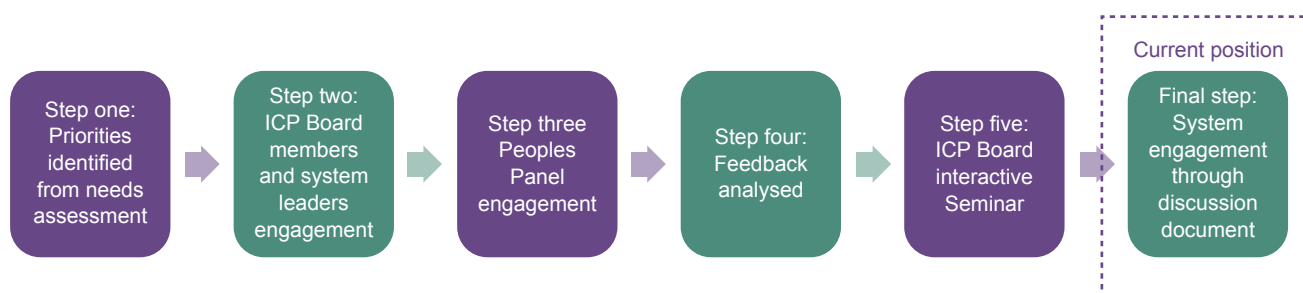 Current position
Step one:
Priorities
identified
from needs
assessment
Step two:
ICP Board
members
and system
leaders
engagement
Step three
Peoples
Panel
engagement
Step four:
Feedback
analysed
Step five:
ICP Board
interactive
Seminar
Final step:
System
engagement
through
discussion
document